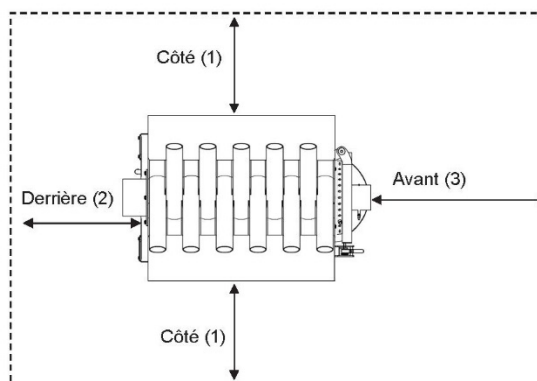 Côté (1)
Avant (3)
Derrière (2)
Côté (1)